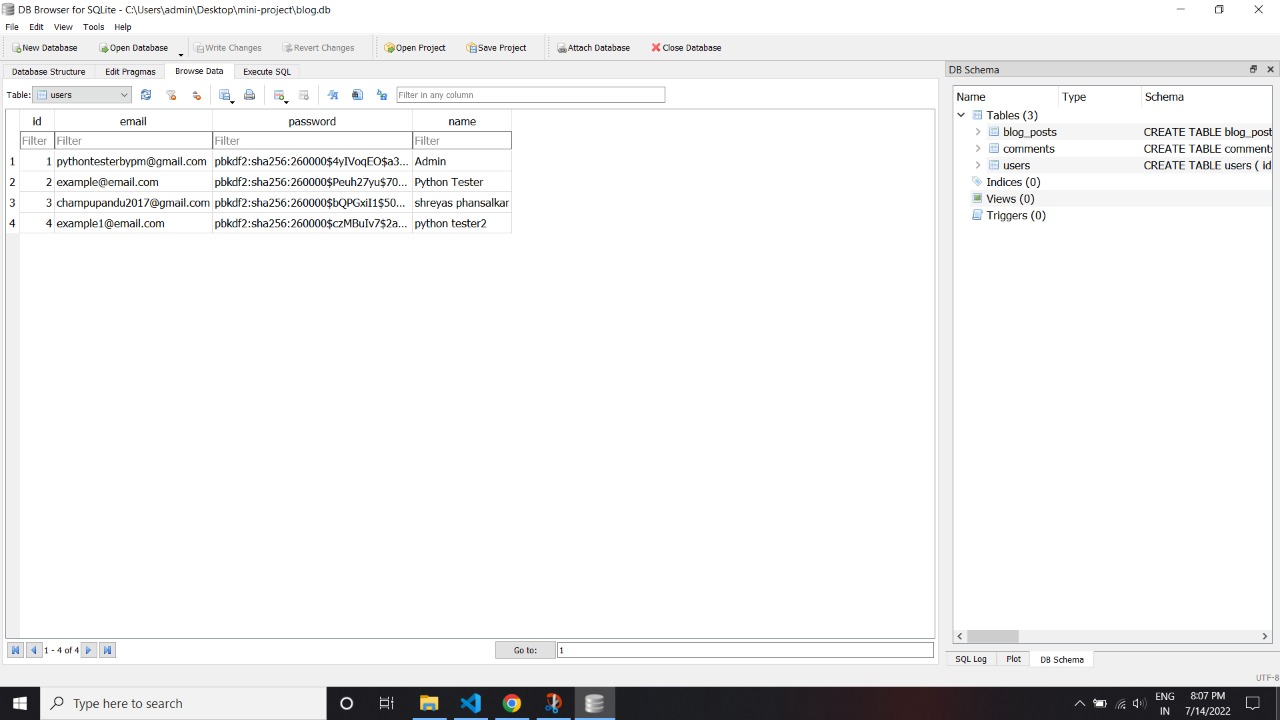 DB Browser for SQLite - C:\Users\admin\Desktop\mini-project\blog.db
File Edit View Tools Help
New Database Open Database Write Changes Revert Changes Open Project Save Project Attach Database Close Database
Database Structure Edit Pragmas Browse Data Execute SQL
Table: users Filter in any column
id email password name
Filter Filter Filter Filter
1 1 pythontesterbypm@gmail.com pbkdf2:sha256:260000$4yIVoqEO$a3... Admin
2 2 example@email.com pbkdf2:sha256:260000$Peuh27yu$70... Python Tester
3 3 champupandu2017@gmail.com pbkdf2:sha256:260000$bQPGxiI1$50... shreyas phansalkar
4 4 example1@email.com pbkdf2:sha256:260000$czMBuIv7$2a... python tester2
1 - 4 of 4 Go to: 1
DB Schema
Name Type Schema
Tables (3)
blog_posts CREATE TABLE blog_post
comments CREATE TABLE comments
users CREATE TABLE users ( id
Indices (0)
Views (0)
Triggers (0)
SQL Log Plot DB Schema
UTF-8
Type here to search
ENG
IN
8:07 PM
7/14/2022